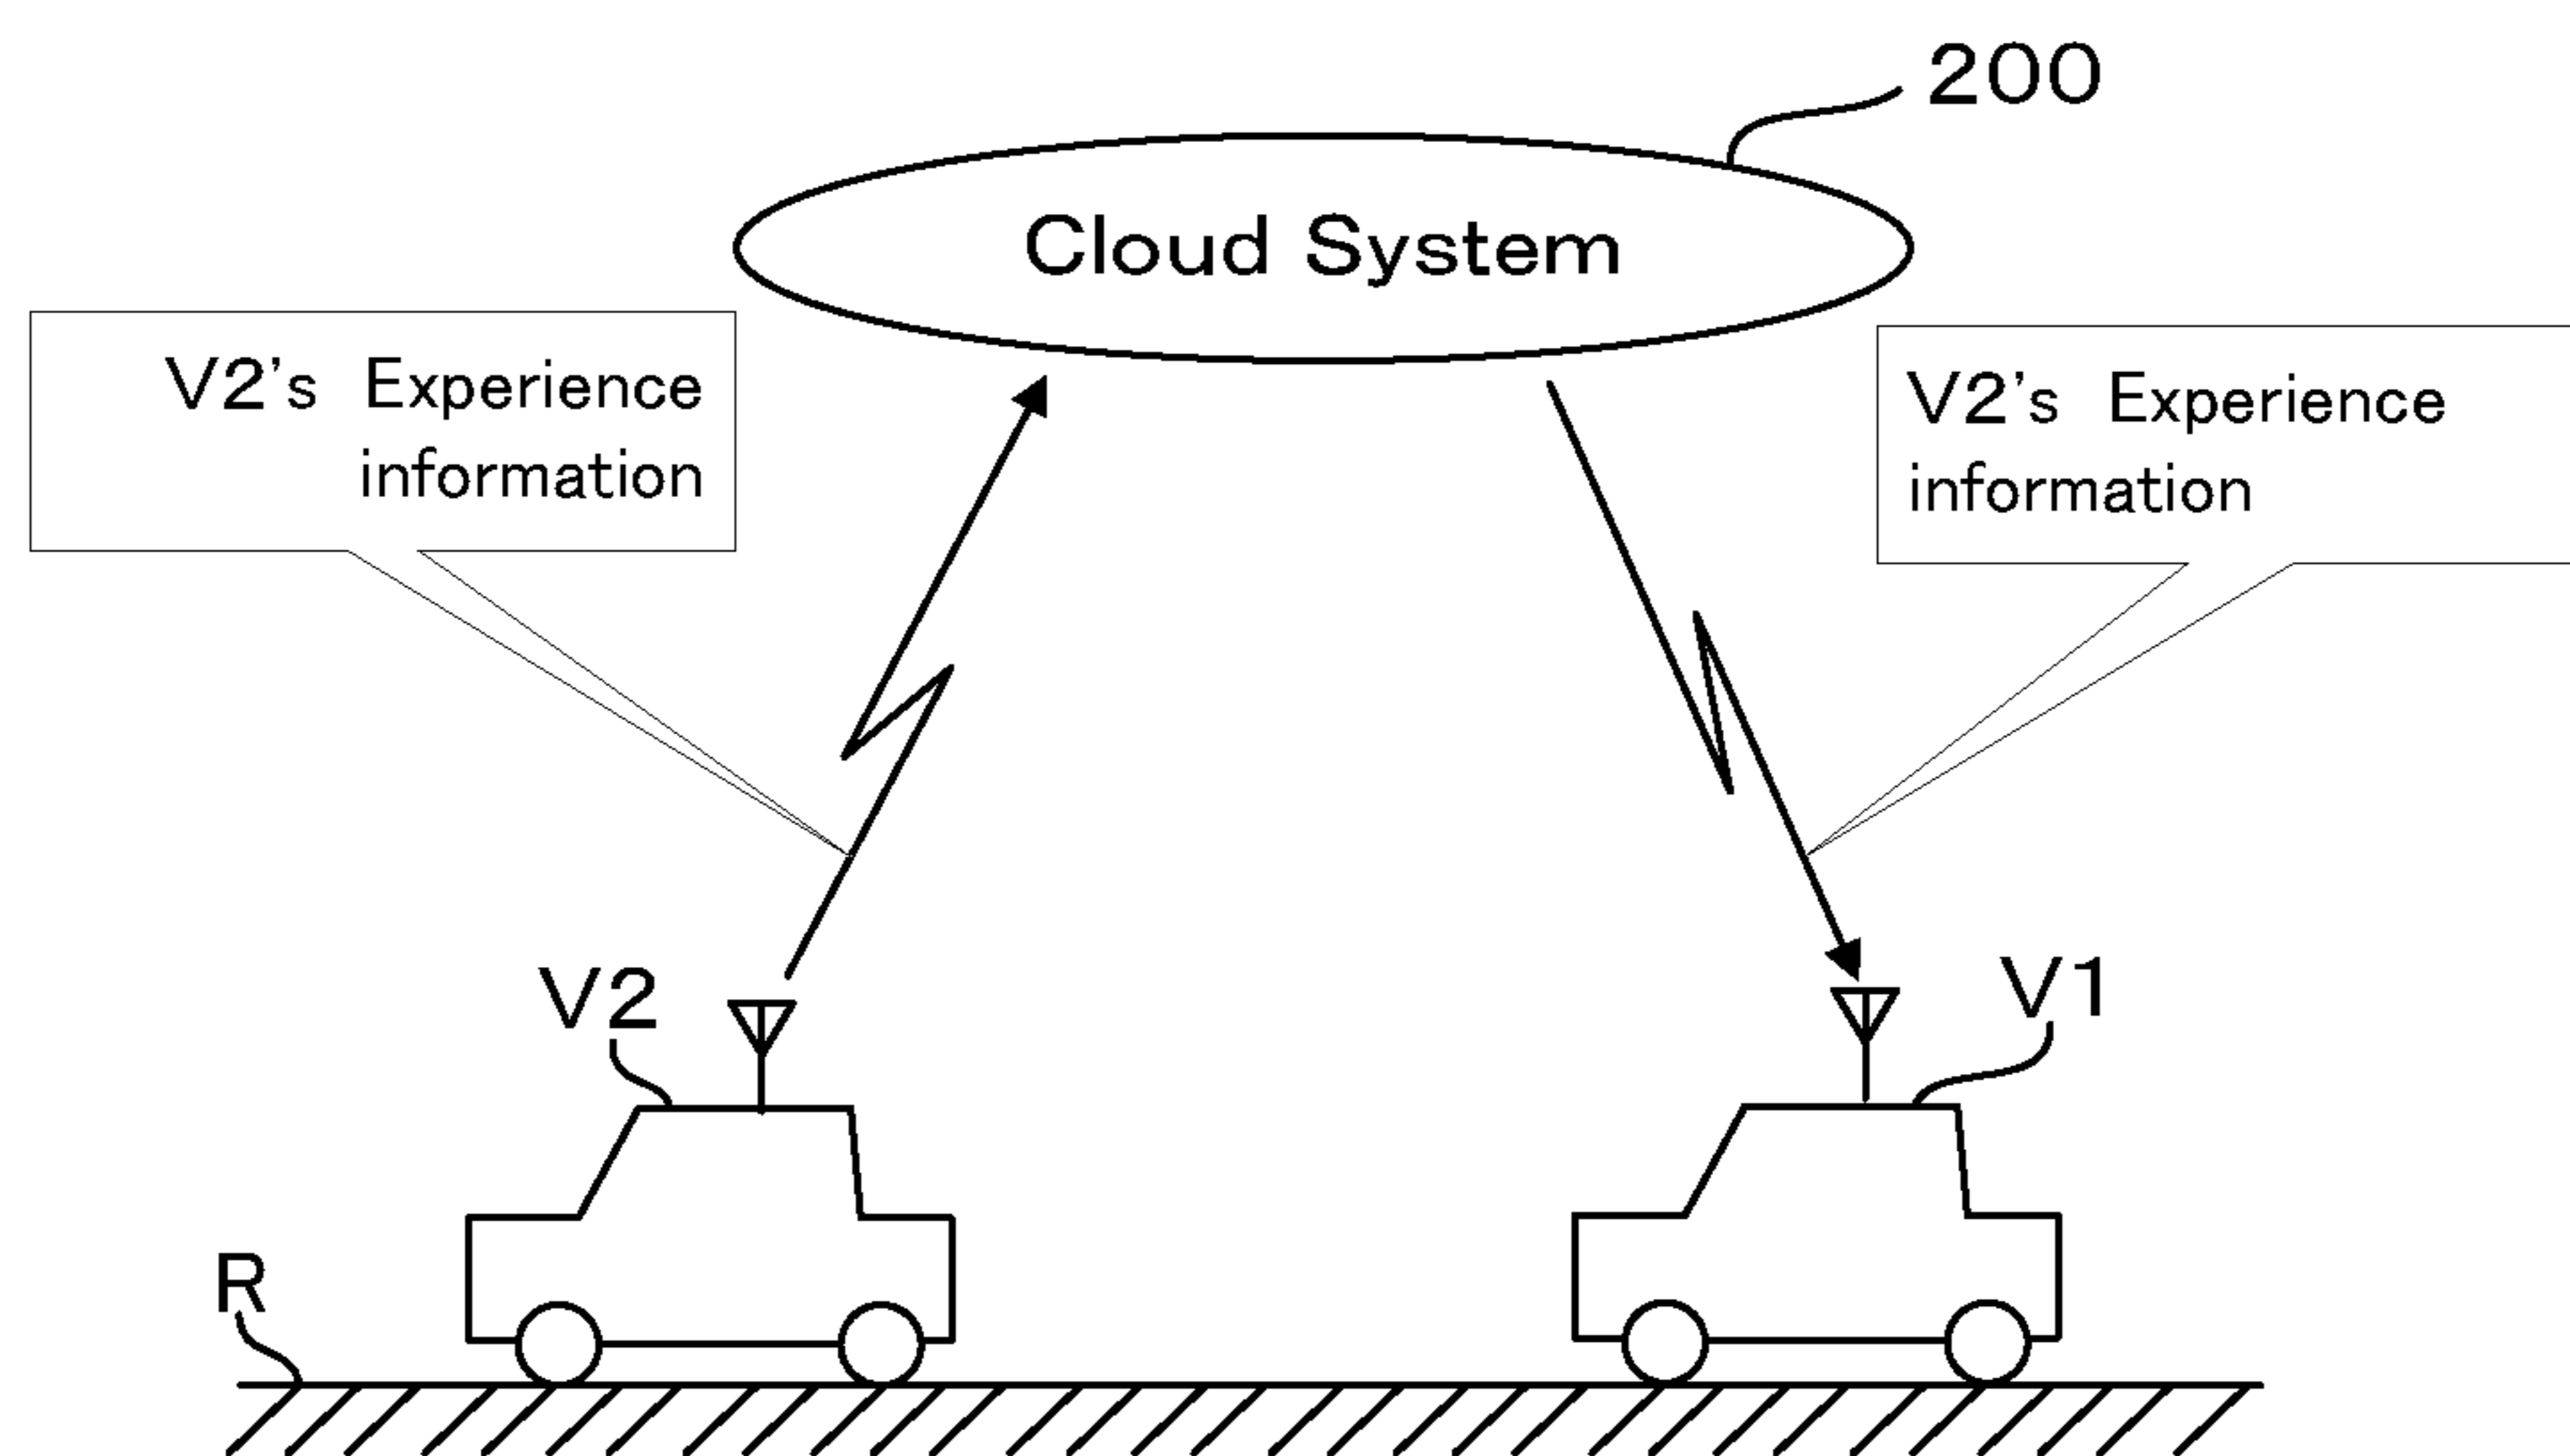 200
Cloud System
V2's Experience
information
V2's Experience
information
V2
V1
R